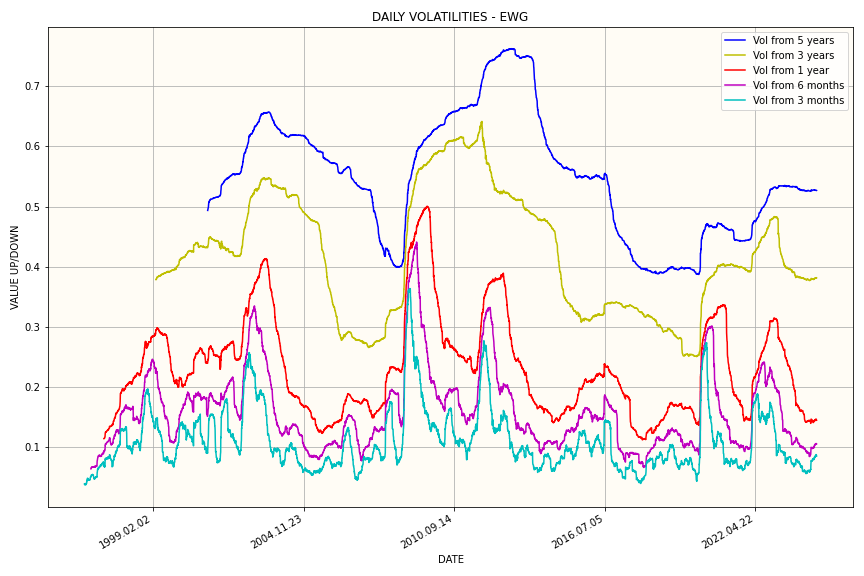 DAILY VOLATILITIES - EWG
Vol from 5 years
Vol from 3 years
Vol from 1 year
Vol from 6 months
Vol from 3 months
VALUE UP/DOWN
0.7
0.6
0.5
0.4
0.3
0.2
0.1
1999.02.02
2004.11.23
2010.09.14
2016.07.05
2022.04.22
DATE